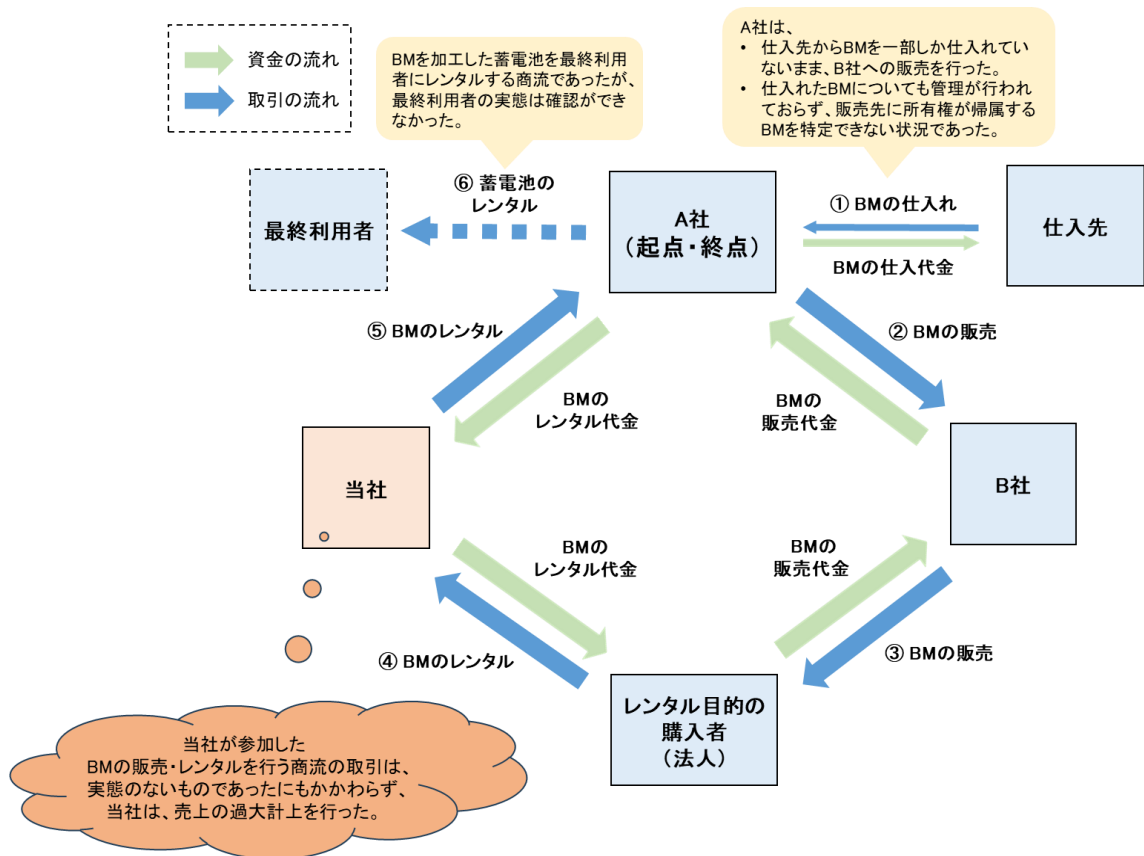 資金の流れ
取引の流れ
BMを加工した蓄電池を最終利用
者にレンタルする商流であったが、
最終利用者の実態は確認ができ
なかった。
A社は、
• 仕入先からBMを一部しか仕入れてい
ないまま、B社への販売を行った。
• 仕入れたBMについても管理が行われ
ておらず、販売先に所有権が帰属する
BMを特定できない状況であった。
最終利用者
⑥ 蓄電池の
レンタル
A社
（起点・終点）
① BMの仕入れ
BMの仕入代金
仕入先
⑤ BMのレンタル
② BMの販売
BMの
レンタル代金
BMの
販売代金
当社
B社
BMの
レンタル代金
BMの
販売代金
④ BMのレンタル
③ BMの販売
レンタル目的の
購入者
（法人）
当社が参加した
BMの販売・レンタルを行う商流の取引は、
実態のないものであったにもかかわらず、
当社は、売上の過大計上を行った。